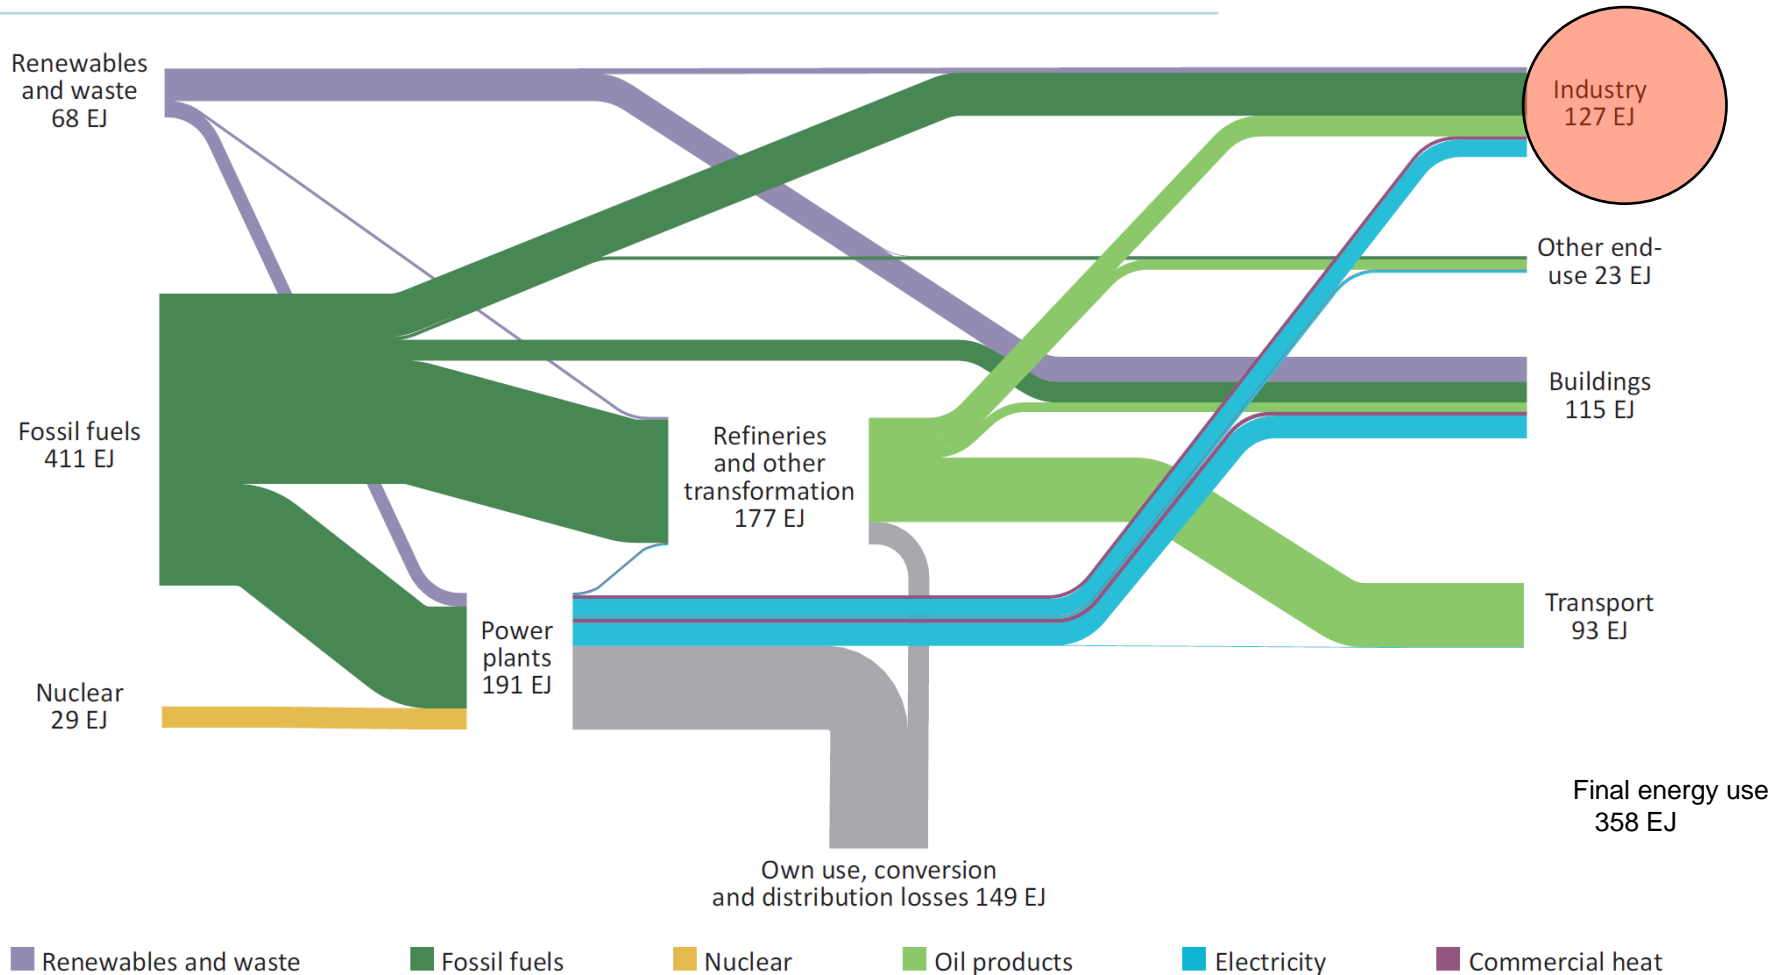 Renewables
and waste
68 EJ
Fossil fuels
411 EJ
Nuclear
29 EJ
Power
plants
191 EJ
Refineries
and other
transformation
177 EJ
Own use, conversion
and distribution losses 149 EJ
Industry
127 EJ
Other end-
use 23 EJ
Buildings
115 EJ
Transport
93 EJ
Final energy use
358 EJ
Renewables and waste
Fossil fuels
Nuclear
Oil products
Electricity
Commercial heat